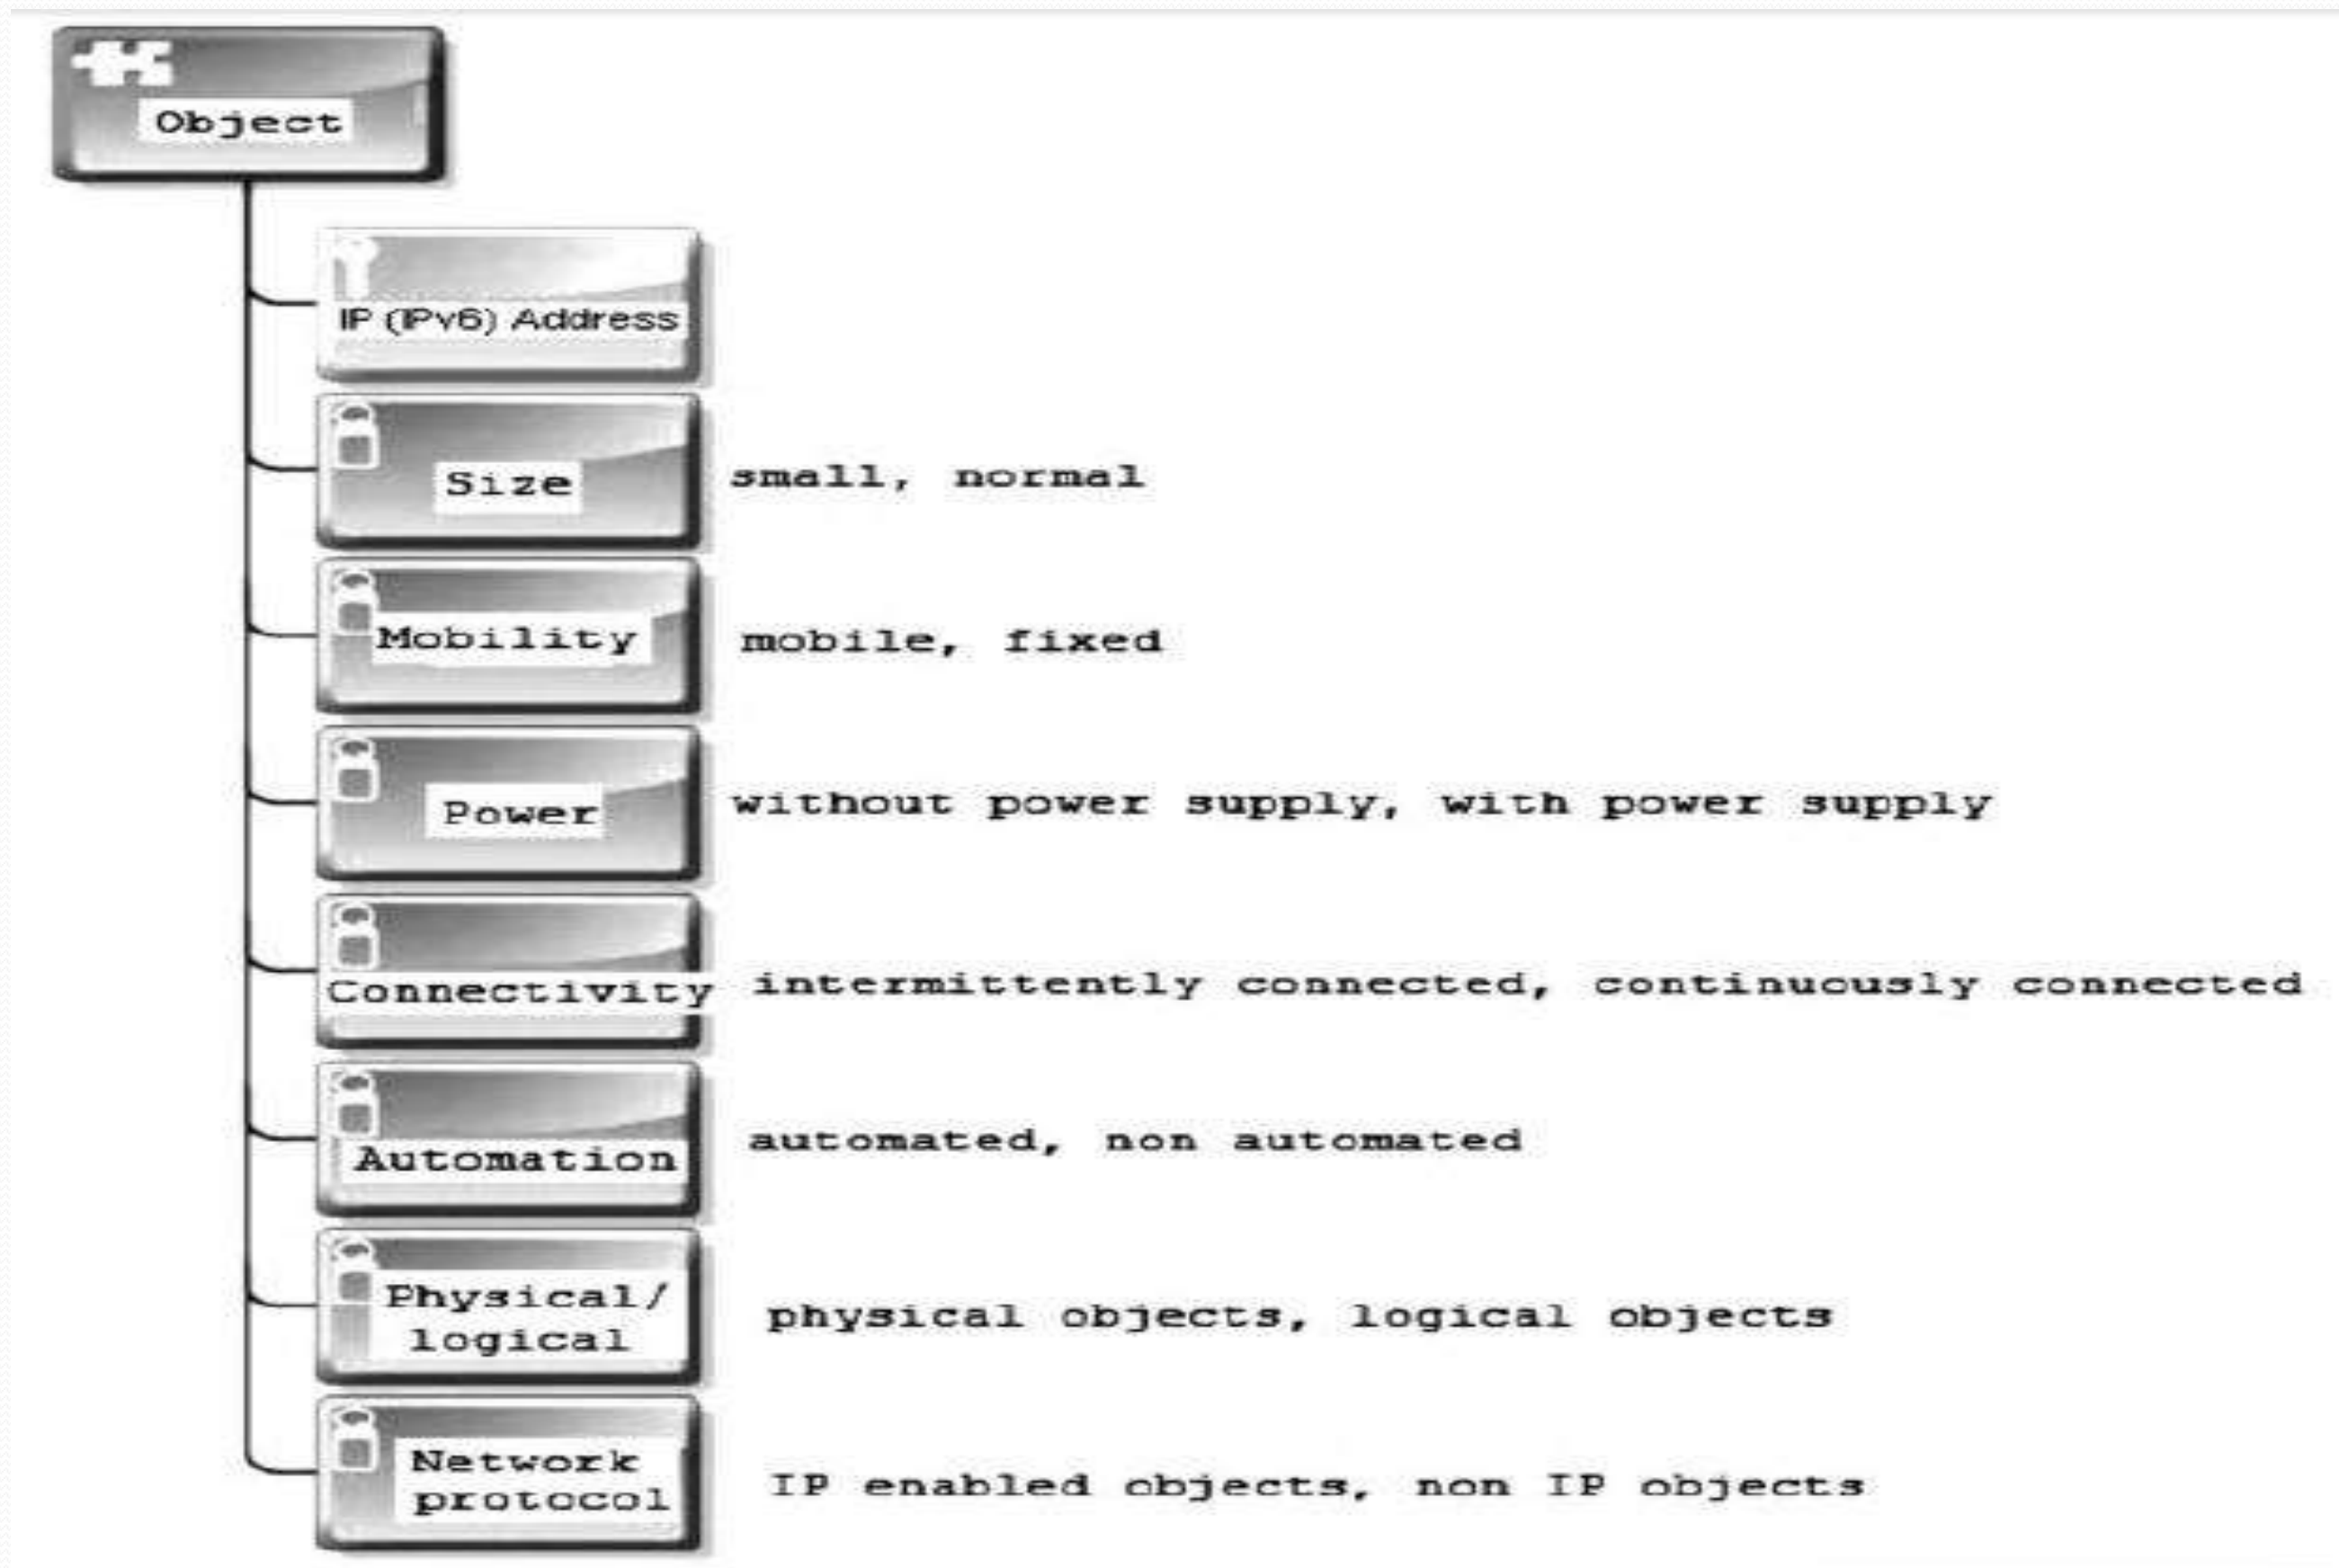 Object
IP (IPv6) Address
Size
small, normal
Mobility
mobile, fixed
Power
without power supply, with power supply
Connectivity
intermittently connected, continuously connected
Automation
automated, non automated
Physical/
logical
physical objects, logical objects
Network
protocol
IP enabled objects, non IP objects